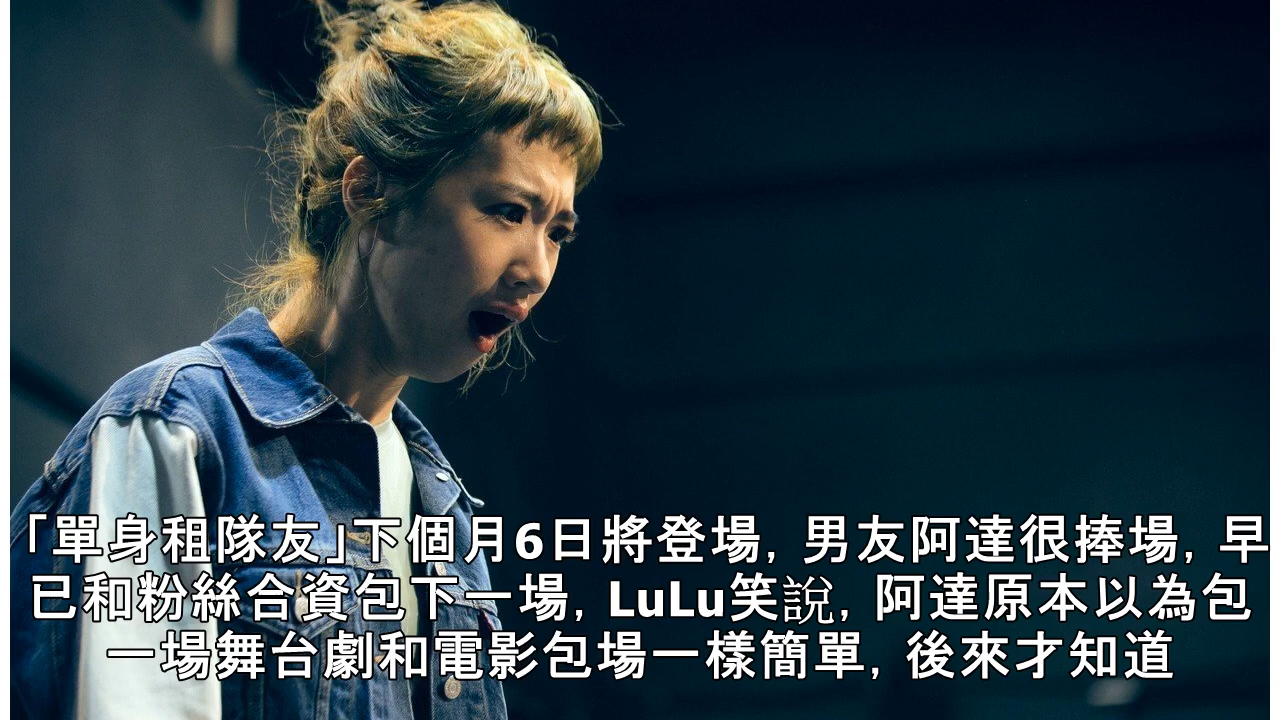 「單身租隊友」下個月6日將登場, 男友阿達很捧場, 早
已和粉絲合資包下一場, LuLu笑說, 阿達原本以為包
一場舞台劇和電影包場一樣簡單, 後來才知道